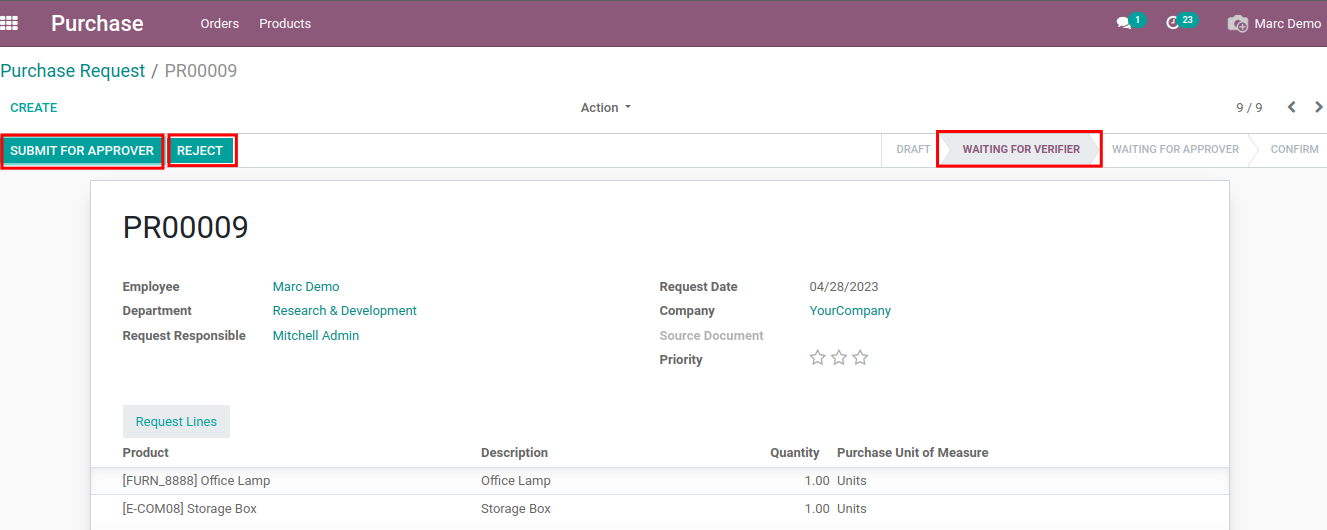 Purchase Orders Products 1 23 Marc Demo
Purchase Request / PR00009
CREATE Action 9 / 9
SUBMIT FOR APPROVER REJECT DRAFT WAITING FOR VERIFIER WAITING FOR APPROVER CONFIRM
PR00009
Employee Marc Demo Request Date 04/28/2023
Department Research & Development Company YourCompany
Request Responsible Mitchell Admin Source Document
Priority
Request Lines
Product Description Quantity Purchase Unit of Measure
[FURN_8888] Office Lamp Office Lamp 1.00 Units
[E-COM08] Storage Box Storage Box 1.00 Units